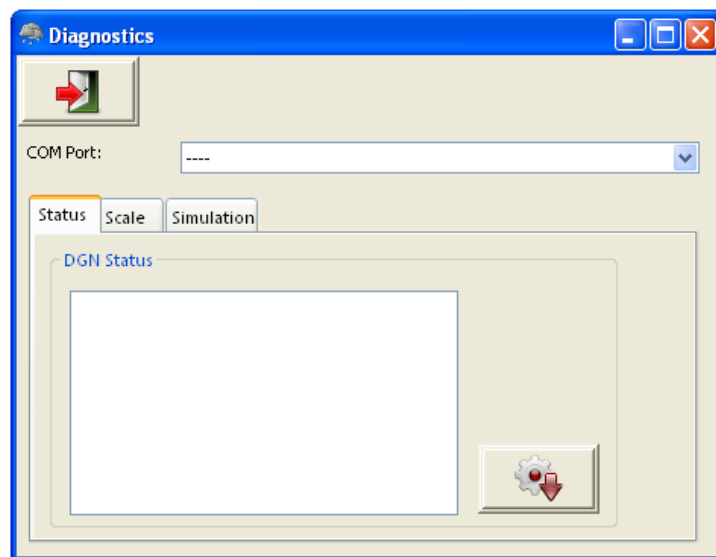 Diagnostics
COM Port:
----
Status Scale Simulation
DGN Status